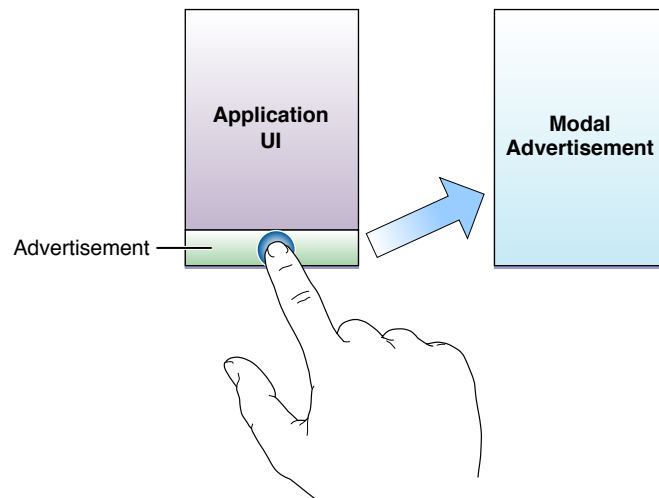 Application
UI
Modal
Advertisement
Advertisement